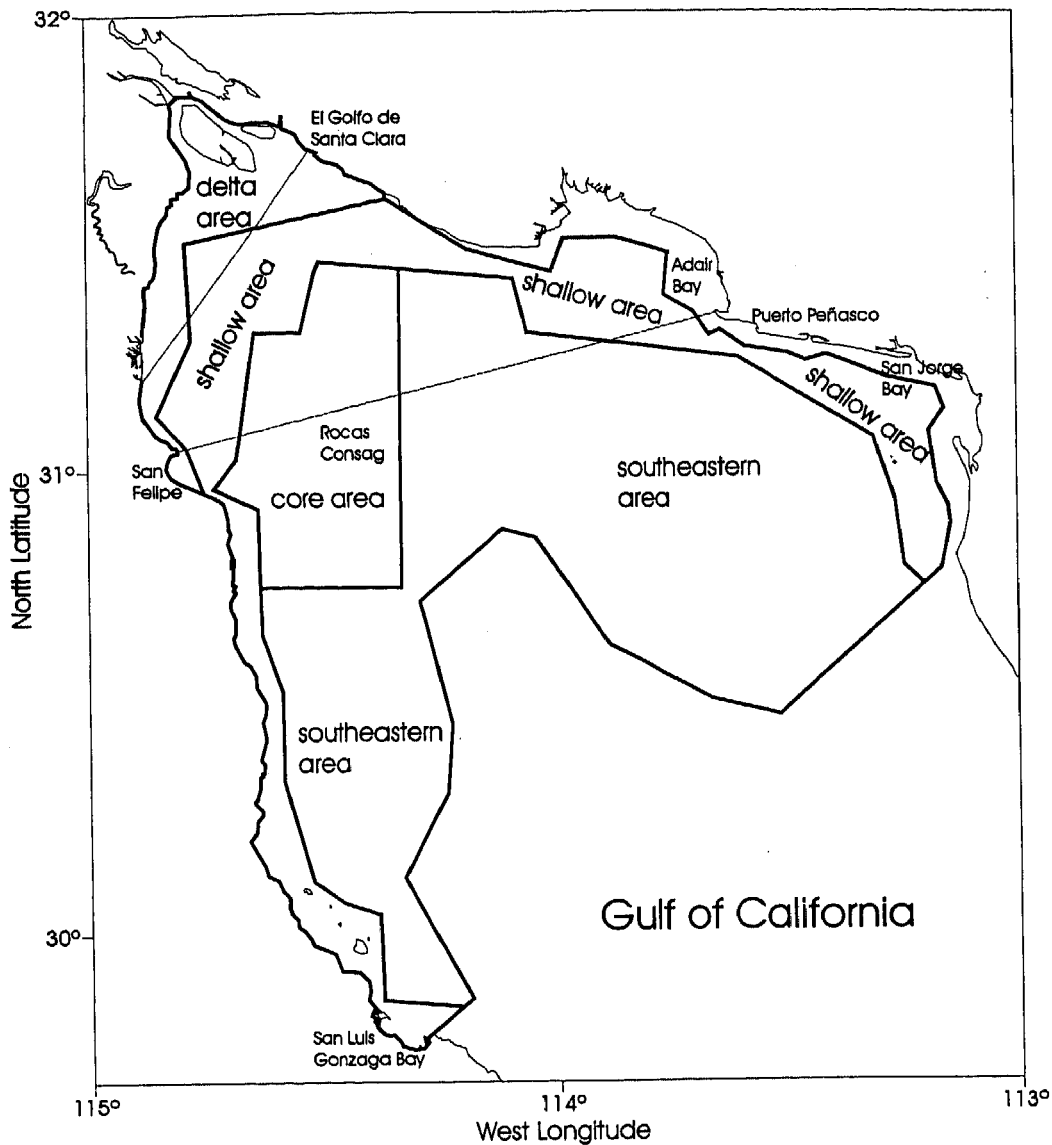 32°
El Golfo de
Santa Clara
delta
area
shallow area
Adair
Bay
shallow area
Puerto Peñasco
San Jorge
Bay
shallow area
Rocas
Consag
San
Felipe
31°
core area
southeastern
area
North Latitude
southeastern
area
Gulf of California
30°
San Luis
Gonzaga Bay
115°
114°
113°
West Longitude